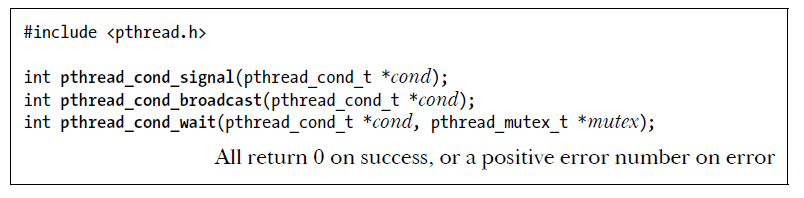 #include <pthread.h>
int pthread_cond_signal(pthread_cond_t *cond);
int pthread_cond_broadcast(pthread_cond_t *cond);
int pthread_cond_wait(pthread_cond_t *cond, pthread_mutex_t *mutex);
All return 0 on success, or a positive error number on error